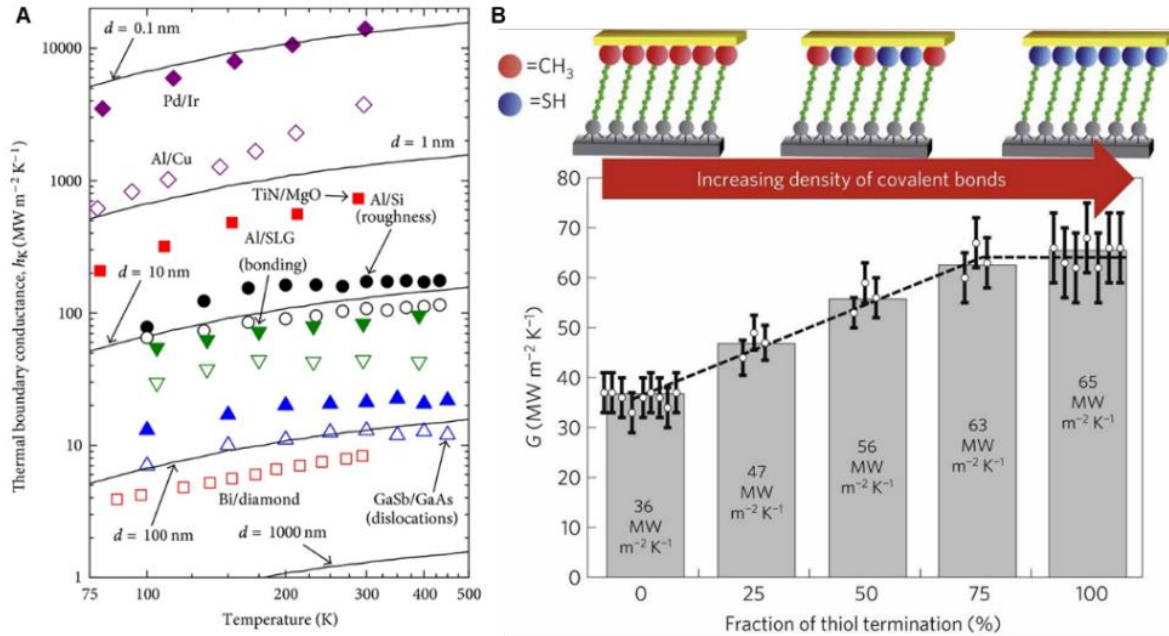 A
Thermal boundary conductance, hK (MW m−2 K−1)
10000
1000
100
10
1
d = 0.1 nm
Pd/Ir
Al/Cu
d = 1 nm
TiN/MgO
Al/Si
(roughness)
Al/SLG
(bonding)
d = 10 nm
Bi/diamond
GaSb/GaAs
(dislocations)
d = 100 nm
d = 1000 nm
75
100
200
300
400
500
Temperature (K)
B
=CH3
=SH
Increasing density of covalent bonds
G (MW m−2 K−1)
80
70
60
50
40
30
20
10
0
36
MW
m−2 K−1
47
MW
m−2 K−1
56
MW
m−2 K−1
63
MW
m−2 K−1
65
MW
m−2 K−1
0
25
50
75
100
Fraction of thiol termination (%)